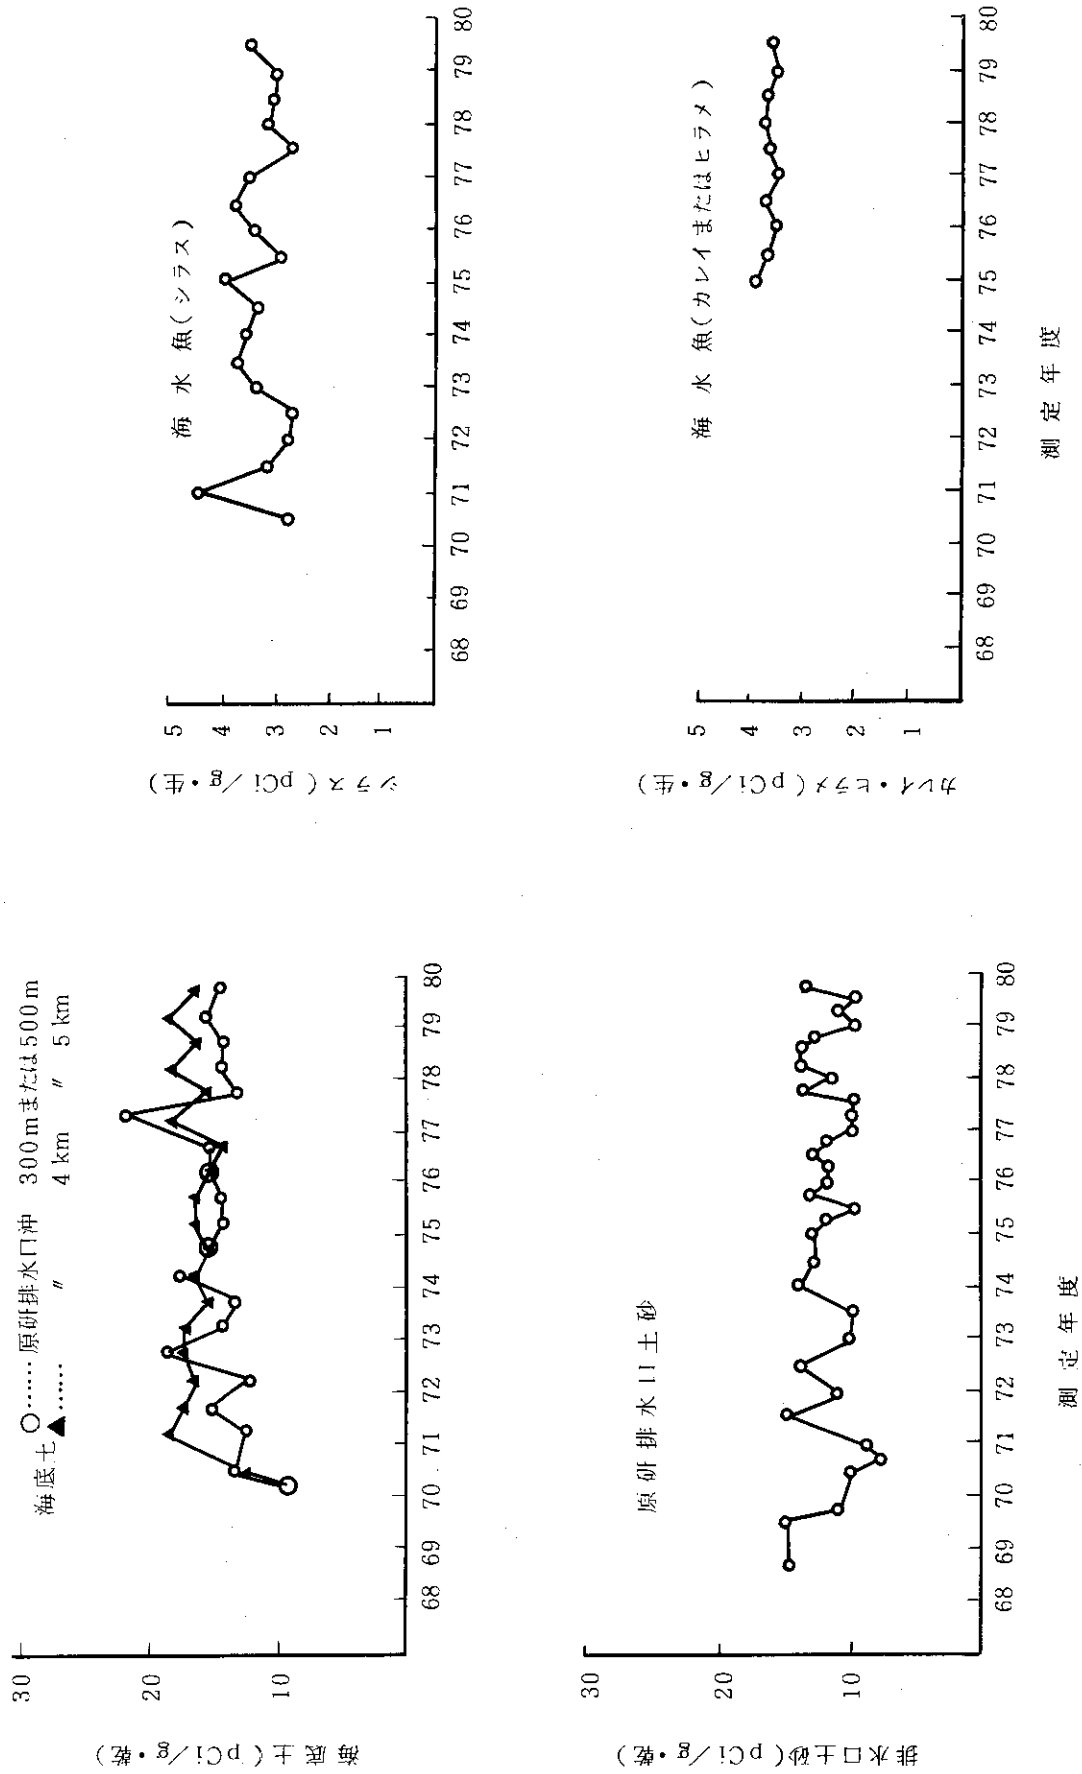 海底土 ○……原研排水口沖 300mまたは500m
▲…… 〃 4km 〃 5km
海底土(pCi/g・乾)
30
20
10
68 69 70 71 72 73 74 75 76 77 78 79 80
海水魚(シラス)
シラス(pCi/g・生)
5
4
3
2
1
68 69 70 71 72 73 74 75 76 77 78 79 80
原研排水口土砂
排水口土砂(pCi/g・乾)
30
20
10
68 69 70 71 72 73 74 75 76 77 78 79 80
測定年度
海水魚(カレイまたはヒラメ)
カレイ・ヒラメ(pCi/g・生)
5
4
3
2
1
68 69 70 71 72 73 74 75 76 77 78 79 80
測定年度